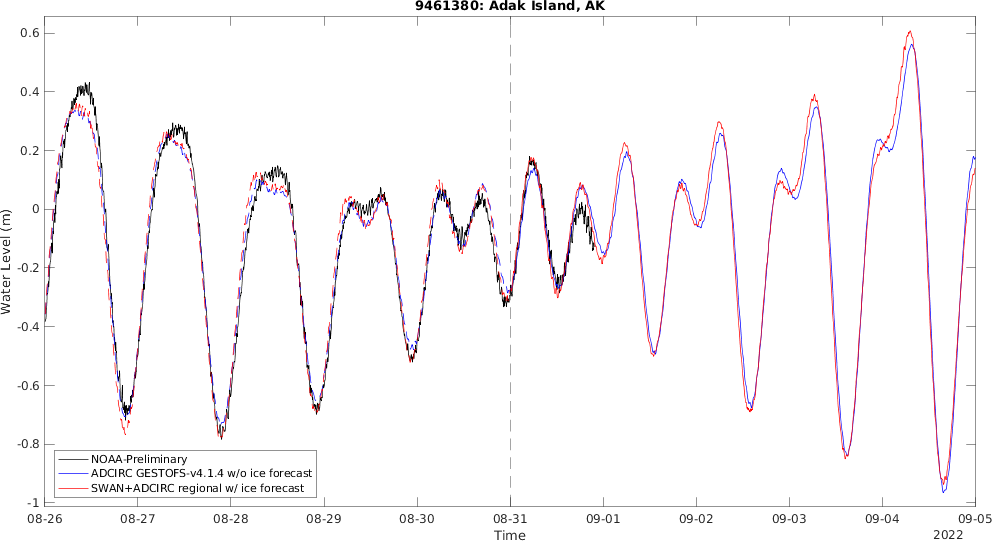 9461380: Adak Island, AK
0.6
0.4
0.2
0
-0.2
-0.4
-0.6
-0.8
-1
Water Level (m)
NOAA-Preliminary
ADCIRC GESTOFS-v4.1.4 w/o ice forecast
SWAN+ADCIRC regional w/ ice forecast
08-26 08-27 08-28 08-29 08-30 08-31 09-01 09-02 09-03 09-04 09-05
Time
2022